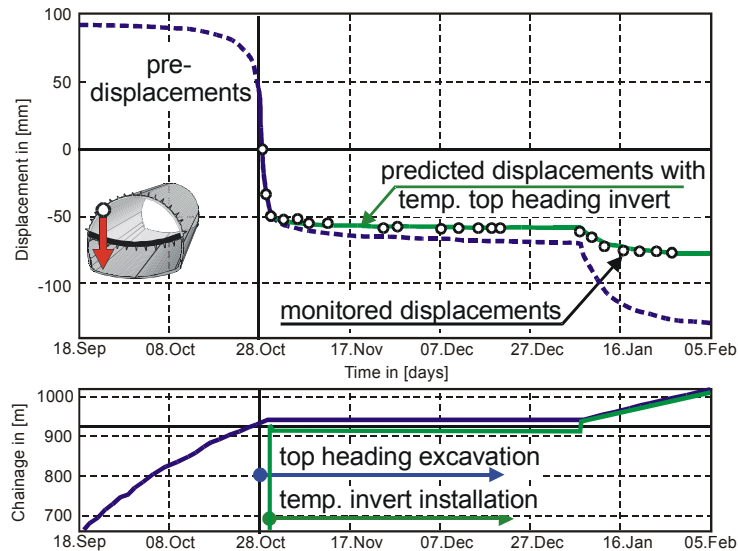 100
50
0
-50
-100
Displacement in [mm]
pre-
displacements
predicted displacements with
temp. top heading invert
monitored displacements
18.Sep 08.Oct 28.Oct 17.Nov 07.Dec 27.Dec 16.Jan 05.Feb
Time in [days]
1000
900
800
700
Chainage in [m]
top heading excavation
temp. invert installation
18.Sep 08.Oct 28.Oct 17.Nov 07.Dec 27.Dec 16.Jan 05.Feb